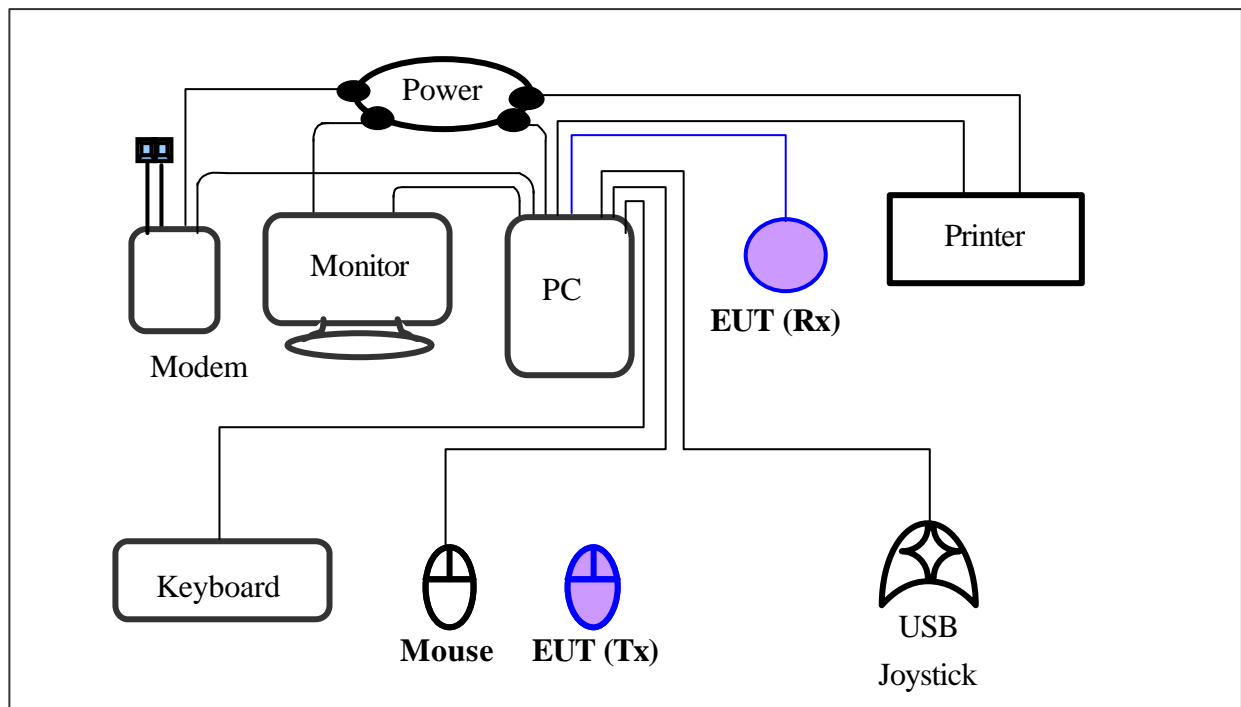 Power
Printer
Monitor
PC
EUT (Rx)
Modem
Keyboard
Mouse
EUT (Tx)
USB
Joystick